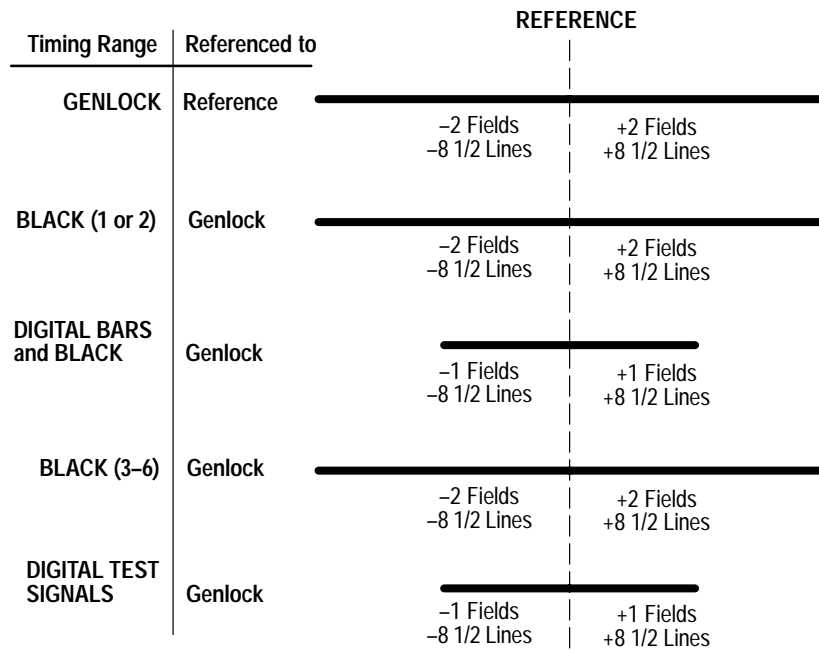 REFERENCE
Timing Range Referenced to
GENLOCK Reference
–2 Fields +2 Fields
–8 1/2 Lines +8 1/2 Lines
BLACK (1 or 2) Genlock
–2 Fields +2 Fields
–8 1/2 Lines +8 1/2 Lines
DIGITAL BARS
and BLACK Genlock
–1 Fields +1 Fields
–8 1/2 Lines +8 1/2 Lines
BLACK (3–6) Genlock
–2 Fields +2 Fields
–8 1/2 Lines +8 1/2 Lines
DIGITAL TEST
SIGNALS Genlock
–1 Fields +1 Fields
–8 1/2 Lines +8 1/2 Lines